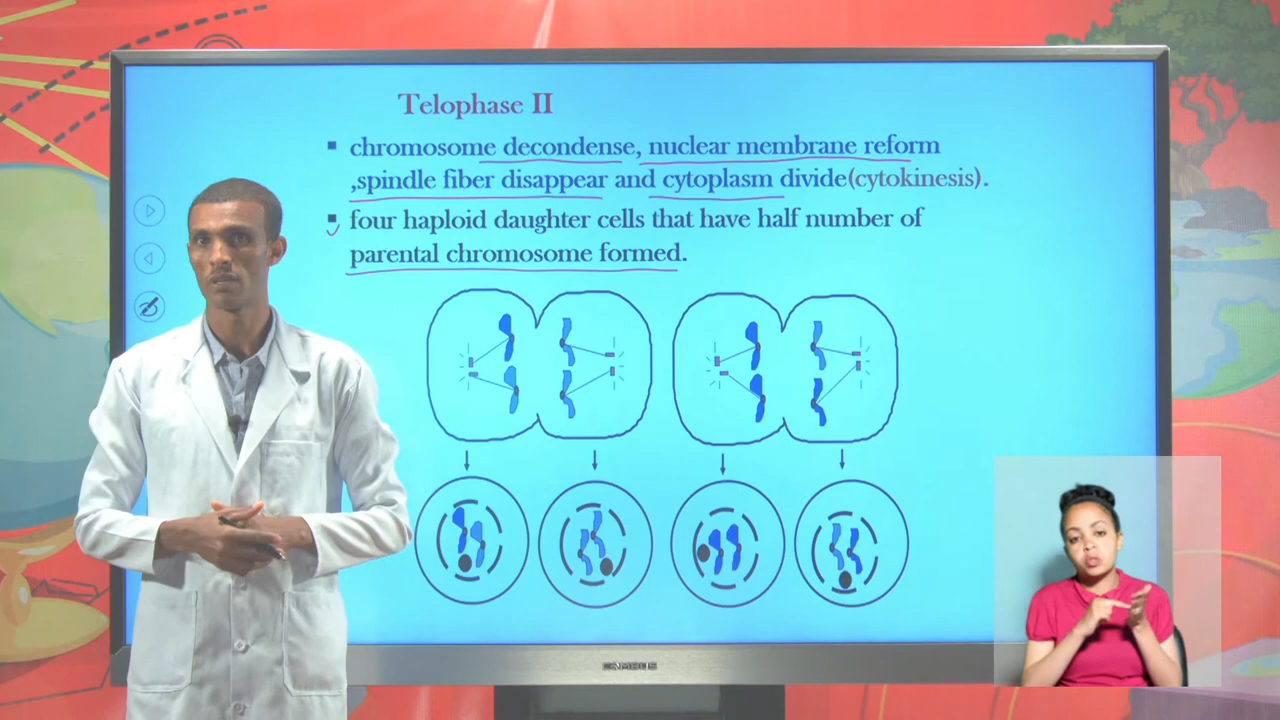 Telophase II
▪ chromosome decondense, nuclear membrane reform
,spindle fiber disappear and cytoplasm divide(cytokinesis).
▪ four haploid daughter cells that have half number of
parental chromosome formed.